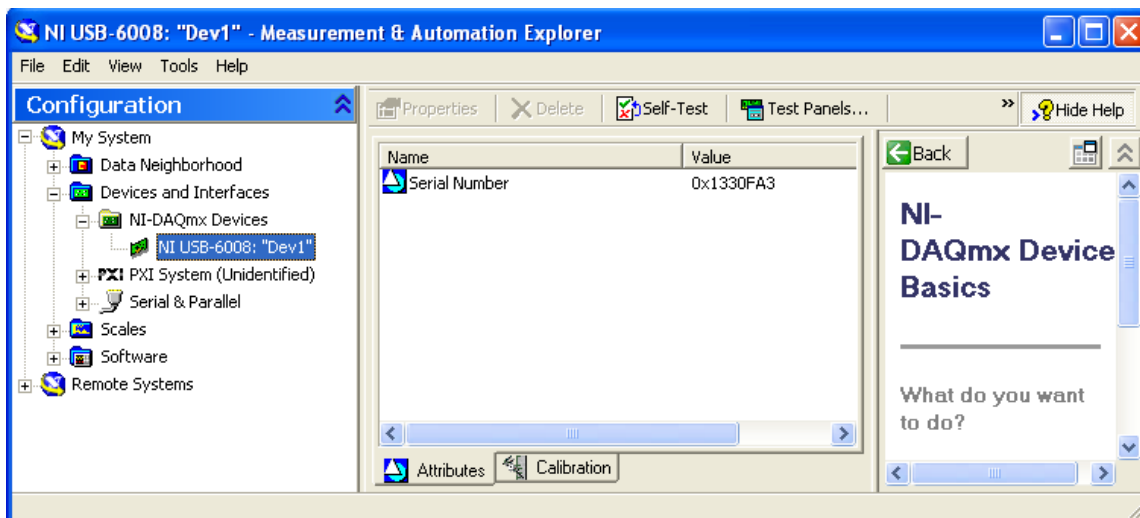 NI USB-6008: "Dev1" - Measurement & Automation Explorer
File Edit View Tools Help
Configuration
My System
Data Neighborhood
Devices and Interfaces
NI-DAQmx Devices
NI USB-6008: "Dev1"
PXI PXI System (Unidentified)
Serial & Parallel
Scales
Software
Remote Systems
Properties Delete Self-Test Test Panels... » Hide Help
Name Value
Serial Number 0x1330FA3
Attributes Calibration
Back
NI-
DAQmx Device
Basics
What do you want
to do?